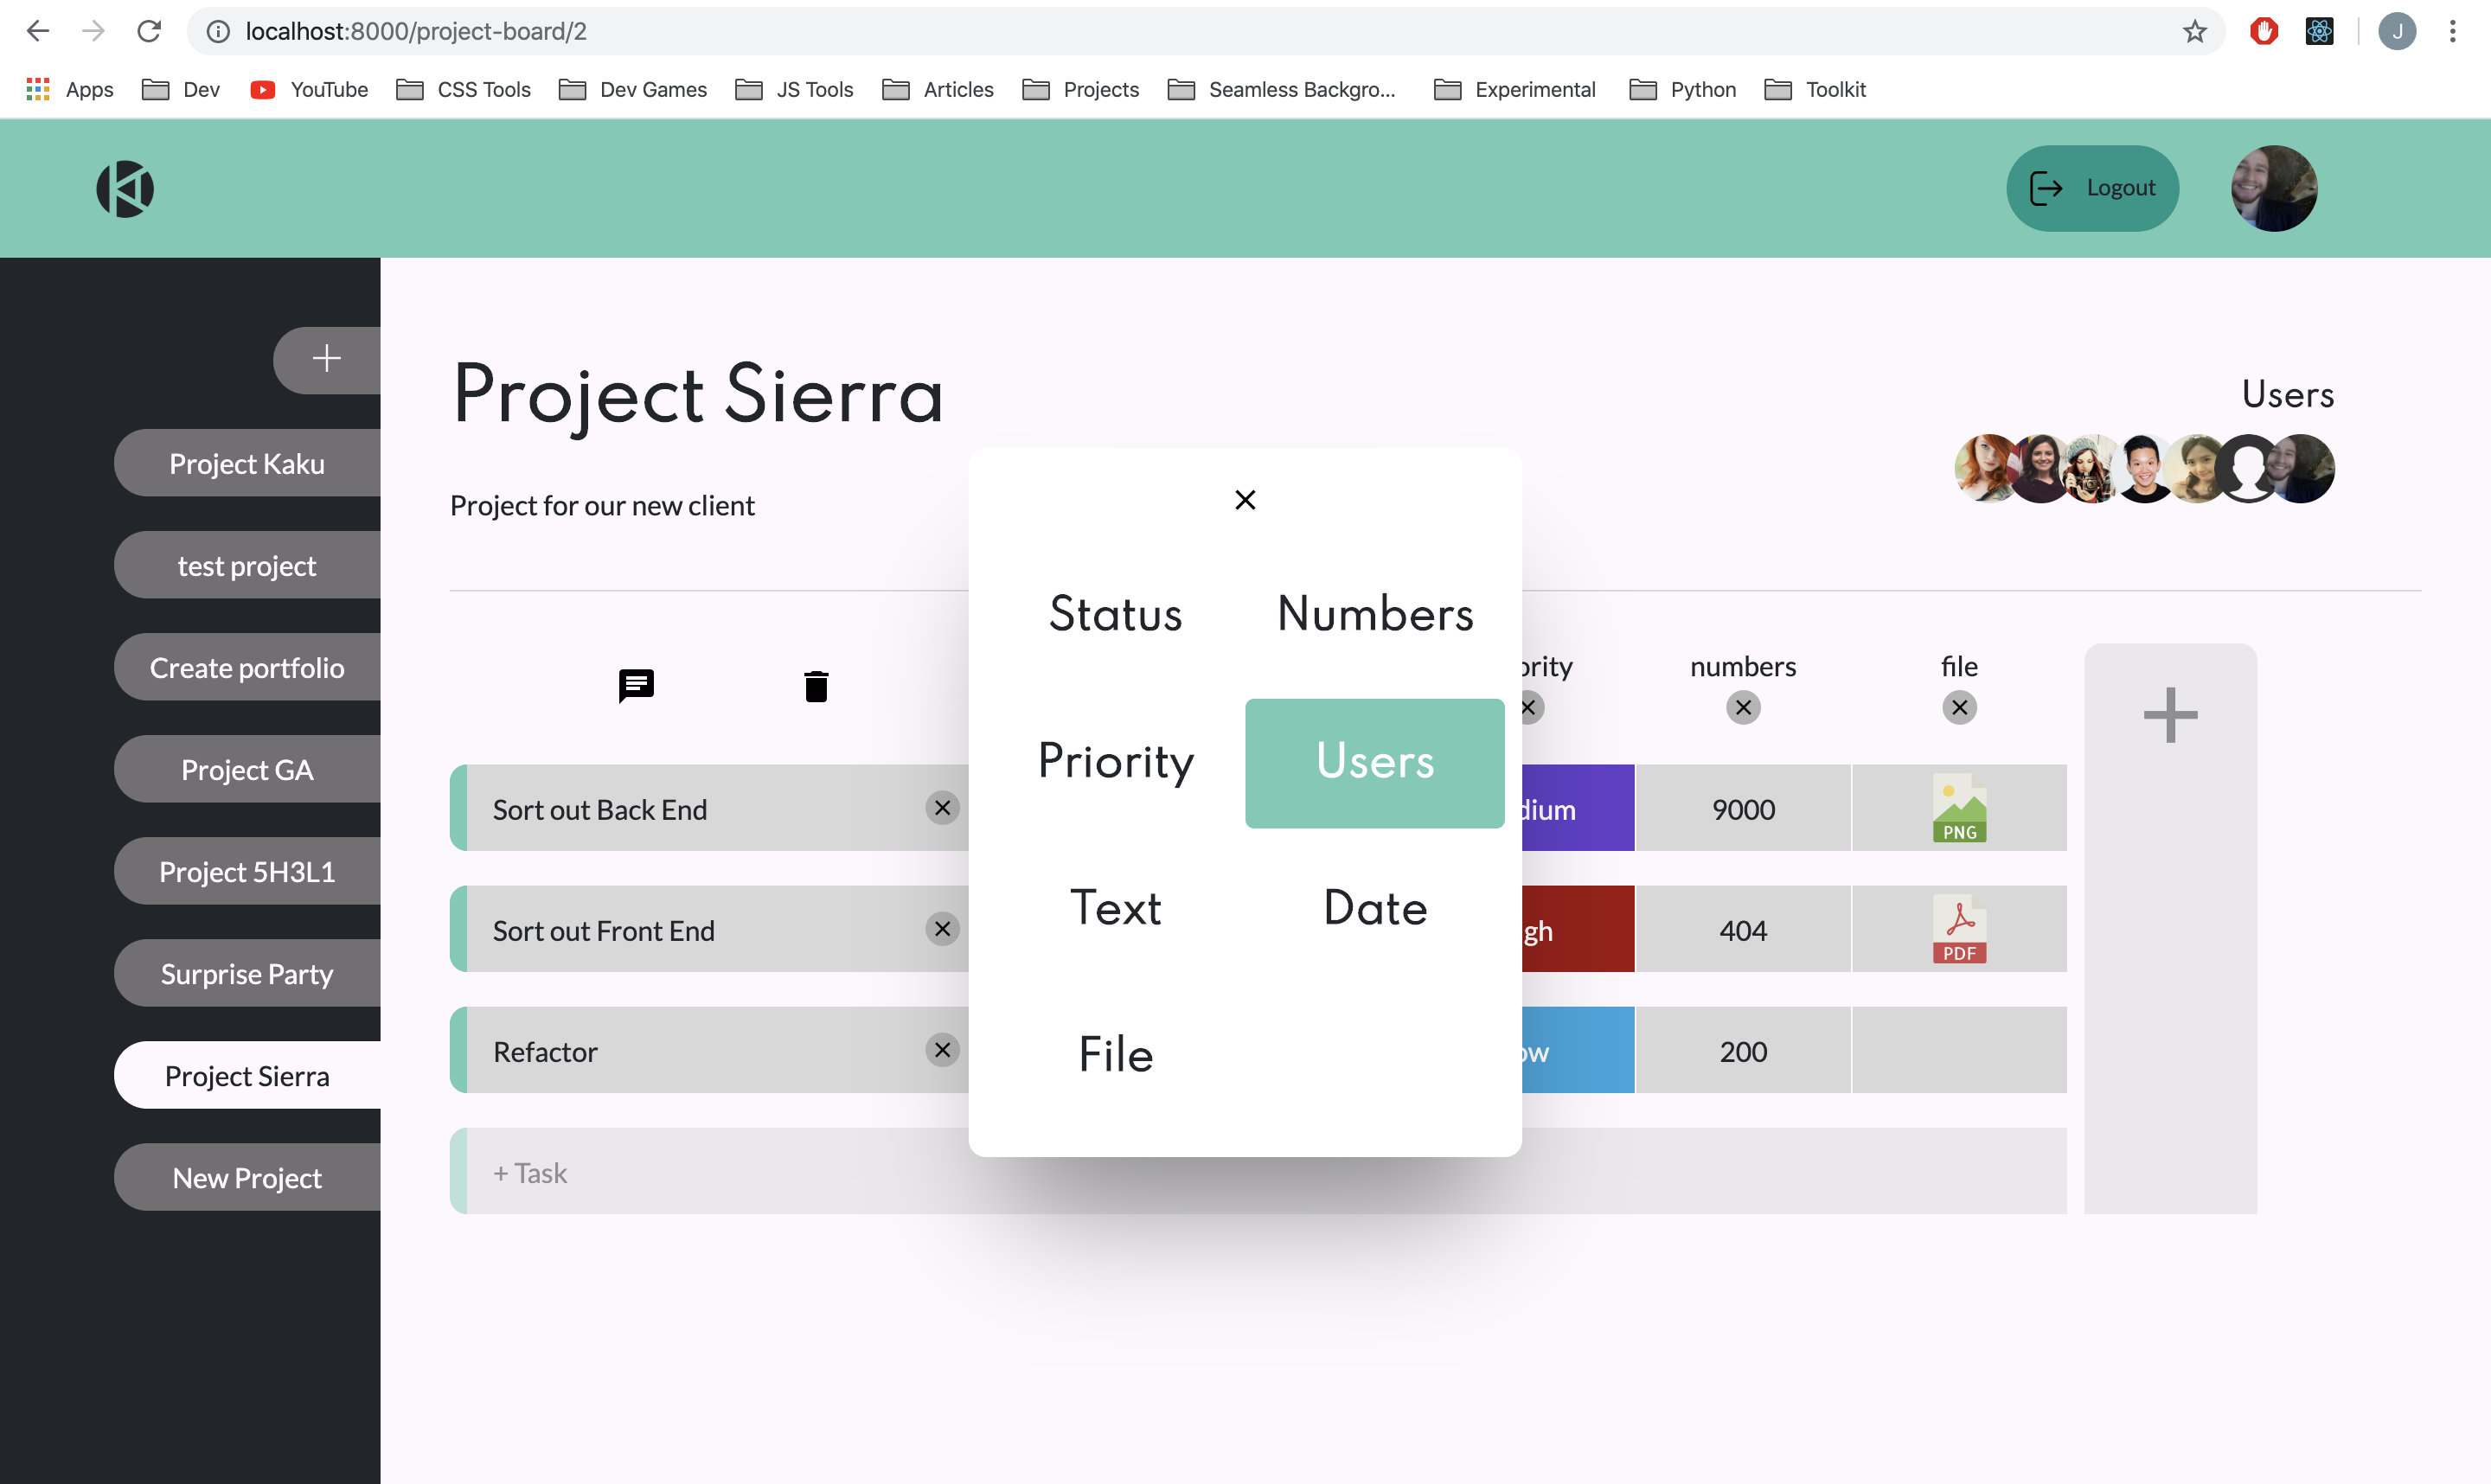 localhost:8000/project-board/2
J
Apps Dev YouTube CSS Tools Dev Games JS Tools Articles Projects Seamless Backgro... Experimental Python Toolkit
Logout
Project Kaku
test project
Create portfolio
Project GA
Project 5H3L1
Surprise Party
Project Sierra
New Project
Project Sierra
Users
Project for our new client
Status Numbers
Priority Users
Text Date
File
ority numbers file
Sort out Back End dium 9000 PNG
Sort out Front End gh 404 PDF
Refactor ow 200
+ Task